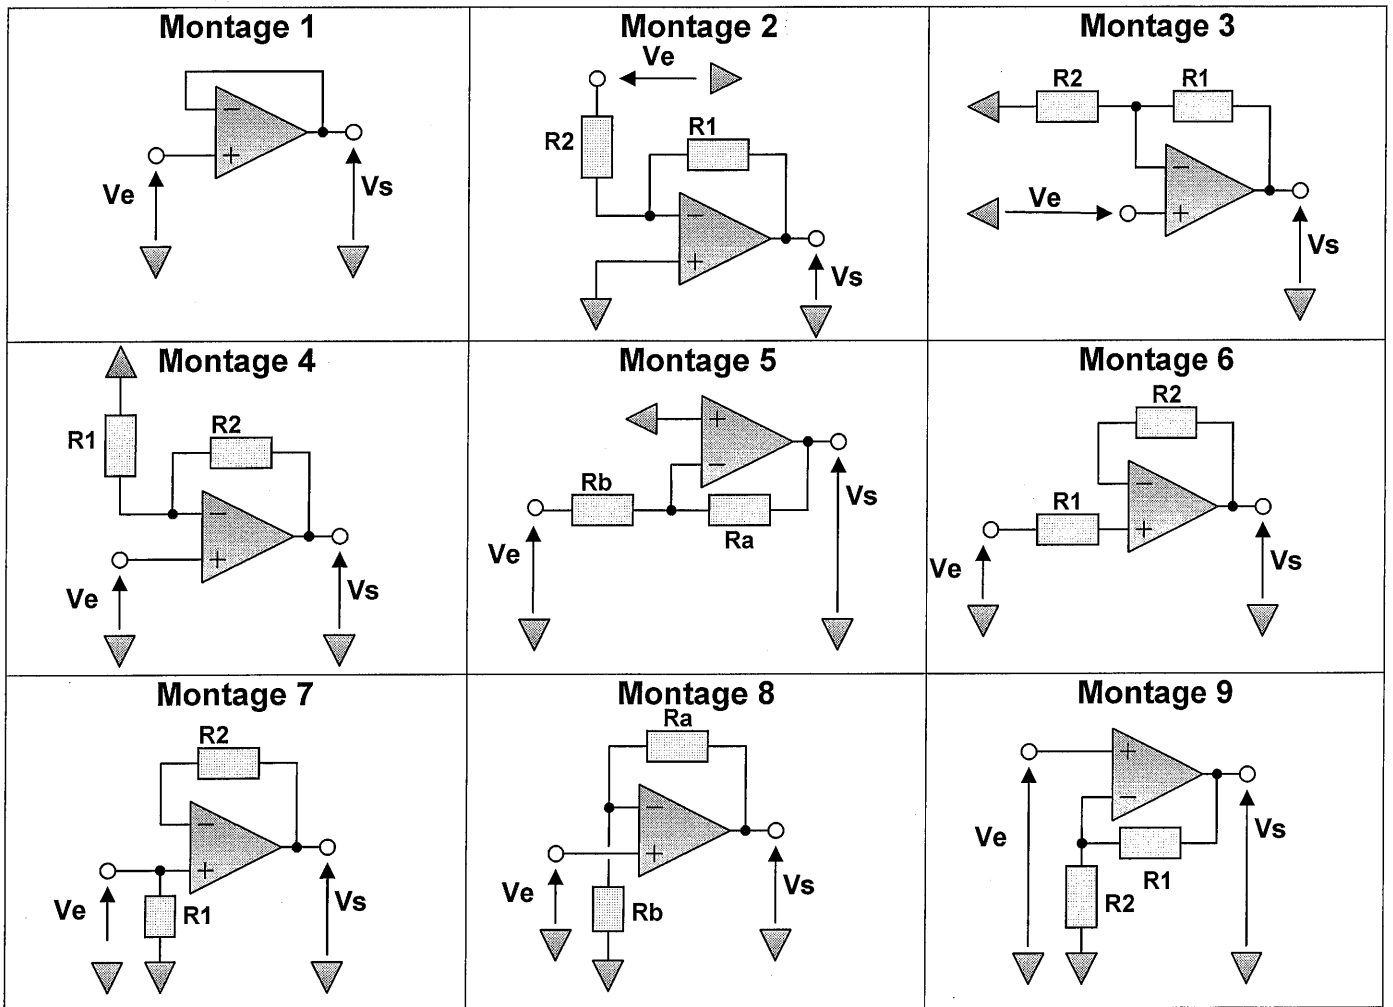 Montage 1
Ve
Vs
−
+
Montage 2
Ve
R2
R1
−
+
Vs
Montage 3
R2
R1
−
Ve
+
Vs
Montage 4
R1
R2
−
+
Ve
Vs
Montage 5
+
−
Rb
Ra
Ve
Vs
Montage 6
R2
−
R1
+
Ve
Vs
Montage 7
R2
−
+
Ve
R1
Vs
Montage 8
Ra
−
+
Ve
Rb
Vs
Montage 9
+
−
Ve
R1
R2
Vs